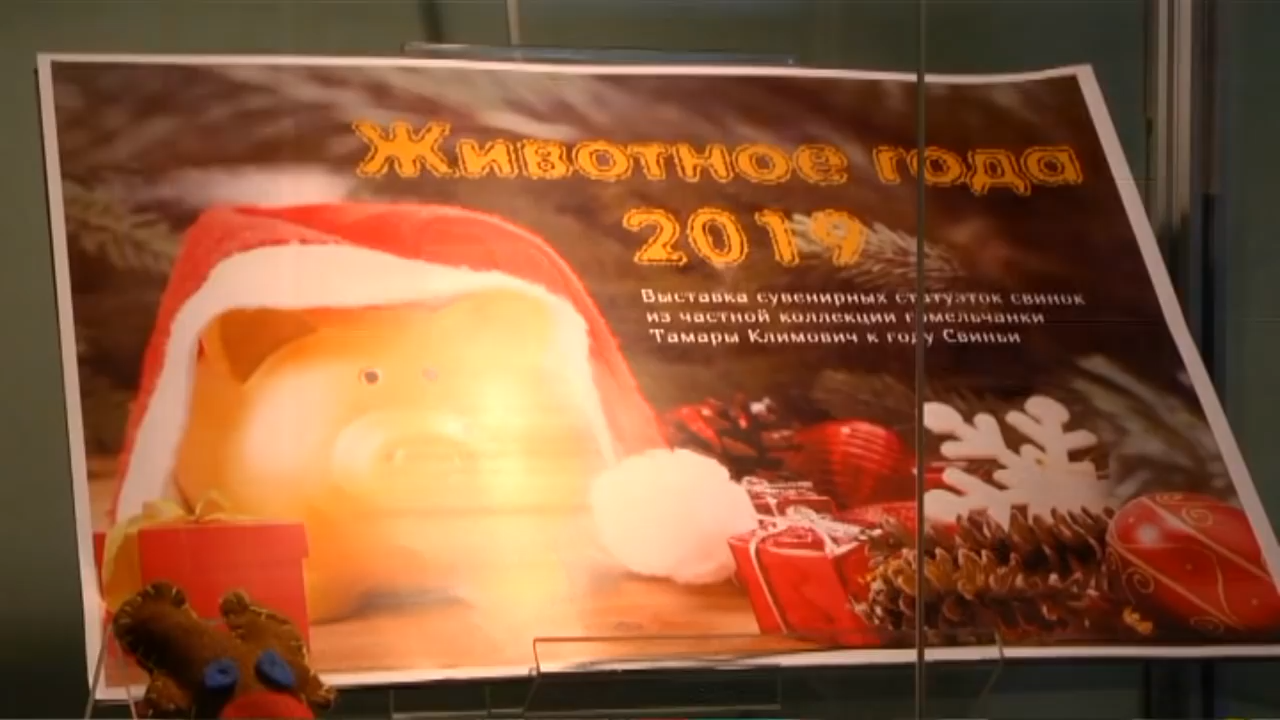 Животное года
2019
Выставка сувенирных статуэток свинок
из частной коллекции гомельчанки
Тамары Климович к году Свиньи